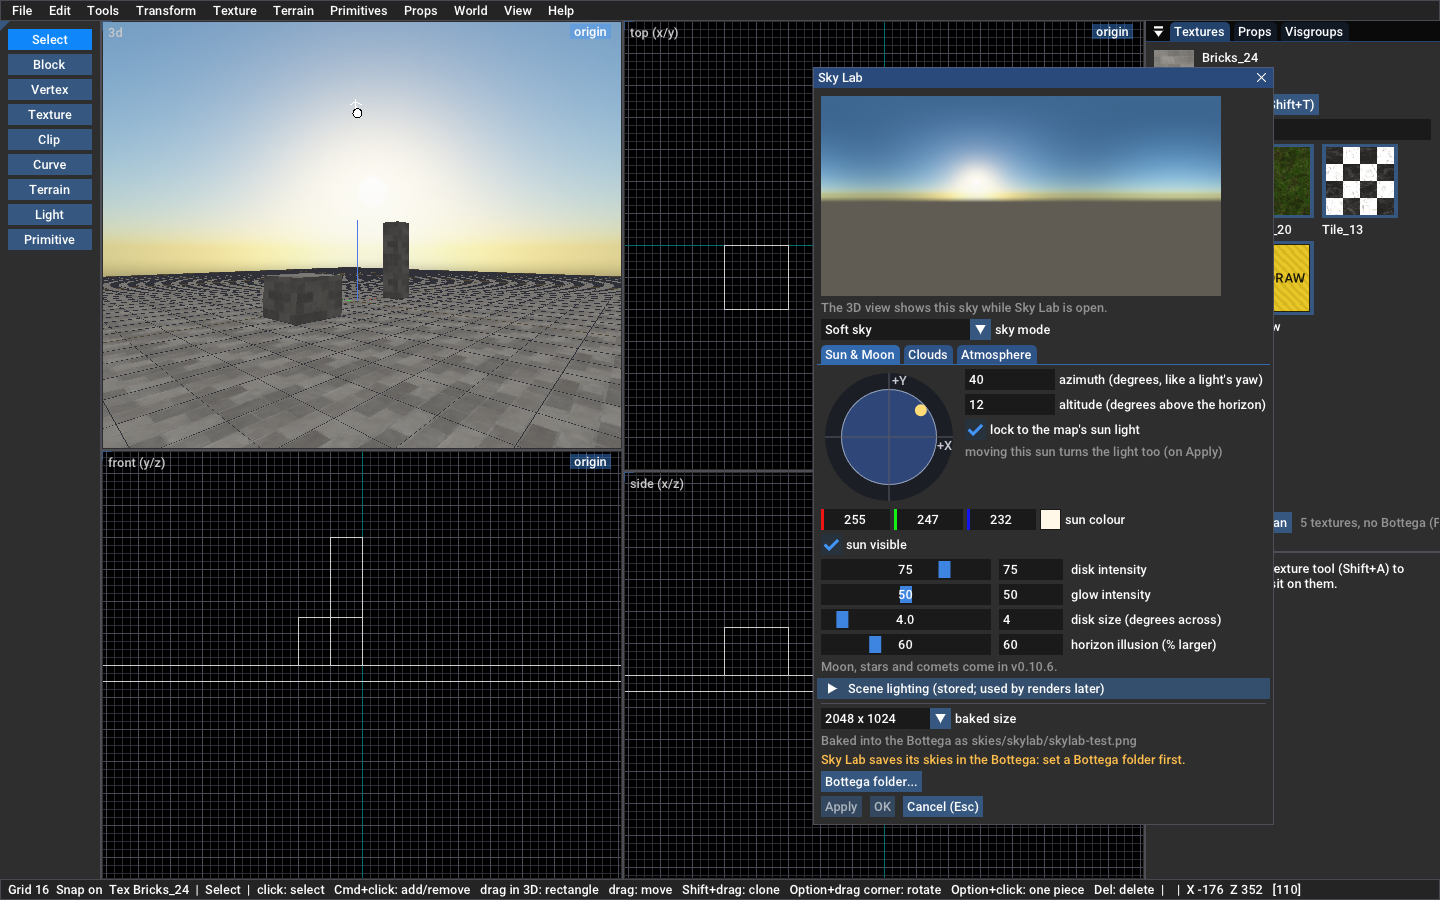 File Edit Tools Transform Texture Terrain Primitives Props World View Help
Select
Block
Vertex
Texture
Clip
Curve
Terrain
Light
Primitive
3d
origin
top (x/y)
origin
front (y/z)
origin
side (x/z)
Textures Props Visgroups
Bricks_24
Shift+T)
_20
Tile_13
DRAW
w
an
5 textures, no Bottega (F
exture tool (Shift+A) to
sit on them.
Sky Lab
The 3D view shows this sky while Sky Lab is open.
Soft sky
sky mode
Sun & Moon Clouds Atmosphere
+Y
+X
40 azimuth (degrees, like a light's yaw)
12 altitude (degrees above the horizon)
lock to the map's sun light
moving this sun turns the light too (on Apply)
255 247 232 sun colour
sun visible
75 75 disk intensity
50 50 glow intensity
4.0 4 disk size (degrees across)
60 60 horizon illusion (% larger)
Moon, stars and comets come in v0.10.6.
Scene lighting (stored; used by renders later)
2048 x 1024 baked size
Baked into the Bottega as skies/skylab/skylab-test.png
Sky Lab saves its skies in the Bottega: set a Bottega folder first.
Bottega folder...
Apply OK Cancel (Esc)
Grid 16 Snap on Tex Bricks_24 | Select | click: select Cmd+click: add/remove drag in 3D: rectangle drag: move Shift+drag: clone Option+drag corner: rotate Option+click: one piece Del: delete | | X -176 Z 352 [110]